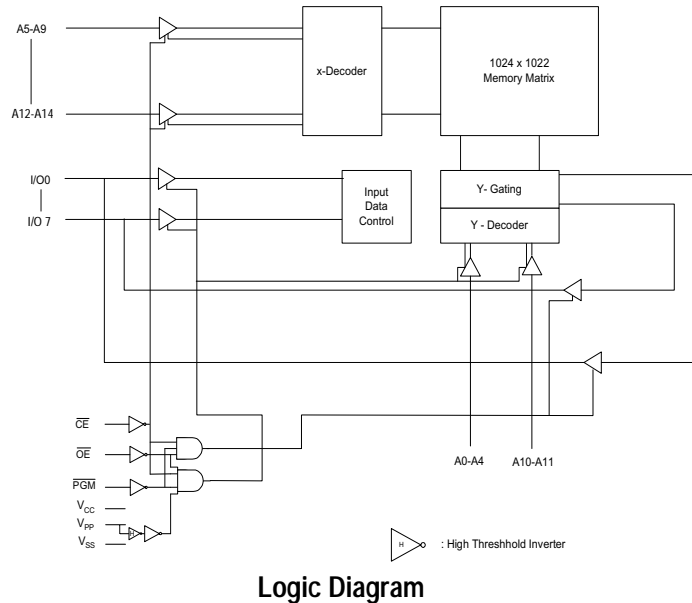 A5-A9
A12-A14
x-Decoder
1024 x 1022
Memory Matrix
I/O0
I/O 7
Input
Data
Control
Y- Gating
Y - Decoder
CE
OE
PGM
VCC
VPP
VSS
H
A0-A4
A10-A11
H
: High Threshhold Inverter
Logic Diagram